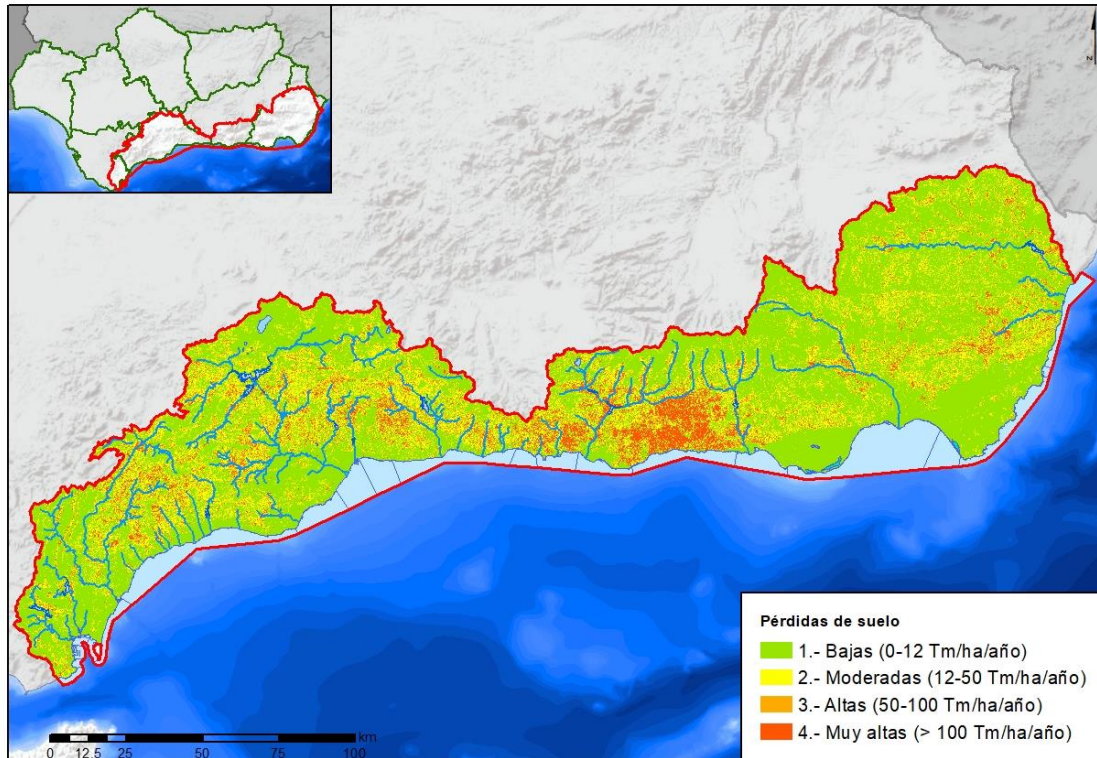 N
Pérdidas de suelo
1.- Bajas (0-12 Tm/ha/año)
2.- Moderadas (12-50 Tm/ha/año)
3.- Altas (50-100 Tm/ha/año)
4.- Muy altas (> 100 Tm/ha/año)
km
0 12.5 25 50 75 100